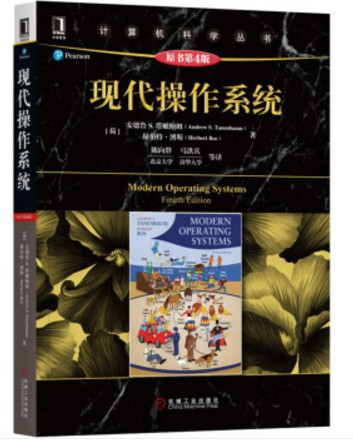 计算机科学丛书
Pearson
原书第4版
现代操作系统
[荷] 安德鲁 S. 塔嫩鲍姆 (Andrew S. Tanenbaum)
赫伯特·博斯 (Herbert Bos) 著
陈向群 马洪兵 等译
北京大学 清华大学
Modern Operating Systems
Fourth Edition
TANENBAUM
BOS
MODERN
OPERATING
SYSTEMS
机械工业出版社
China Machine Press
现代操作系统